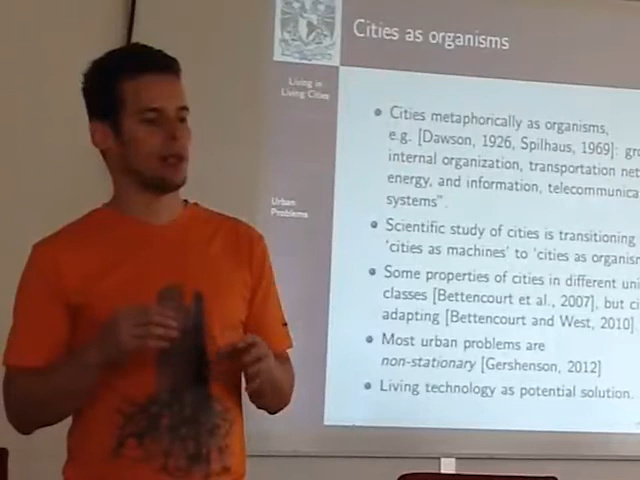 Cities as organisms
Living in
Living Cities
Urban
Problems
Cities metaphorically as organisms,
e.g. [Dawson, 1926, Spilhaus, 1969]:
internal organization, transportation
energy, and information,
systems".
Scientific study of cities is transitioning
'cities as machines' to 'cities as
Some properties of cities in different
classes [Bettencourt et al., 2007], but
adapting [Bettencourt and West, 2010]
Most urban problems are
non-stationary [Gershenson, 2012]
Living technology as potential solution.